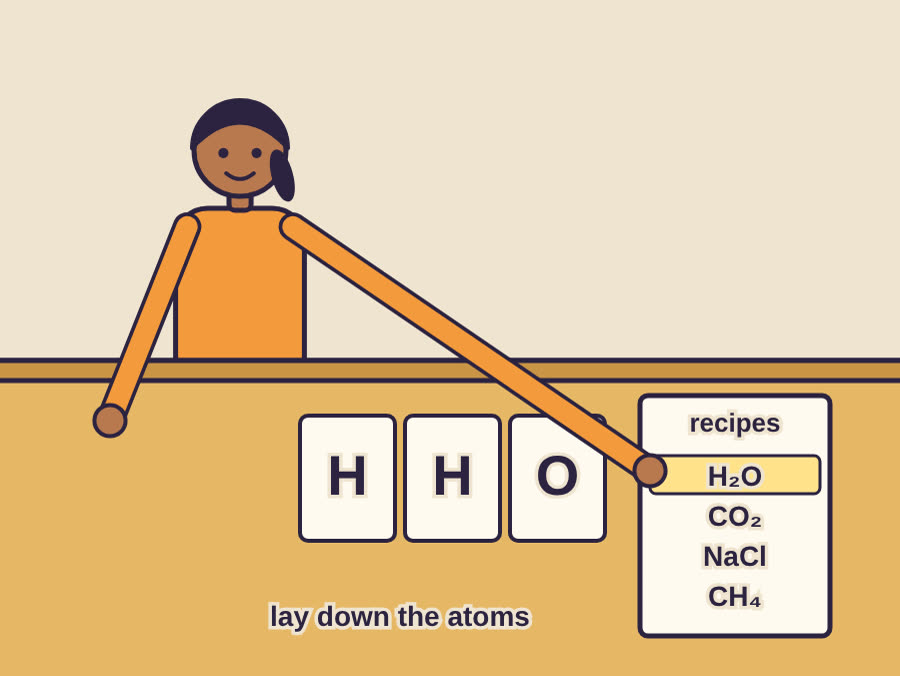 H H O
recipes
H₂O
CO₂
NaCl
CH₄
lay down the atoms